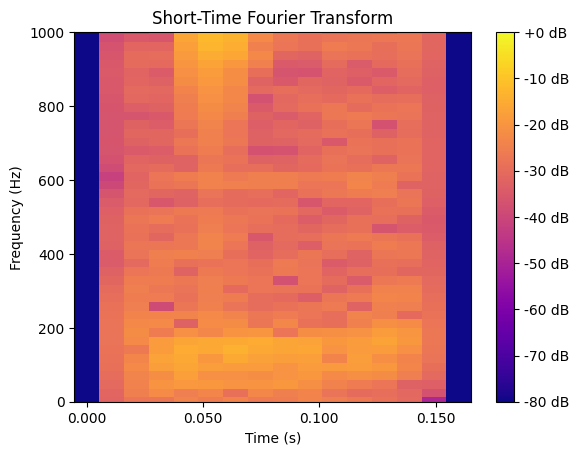 Short-Time Fourier Transform
1000
800
600
400
200
0
Frequency (Hz)
0.000
0.050
0.100
0.150
Time (s)
+0 dB
-10 dB
-20 dB
-30 dB
-40 dB
-50 dB
-60 dB
-70 dB
-80 dB